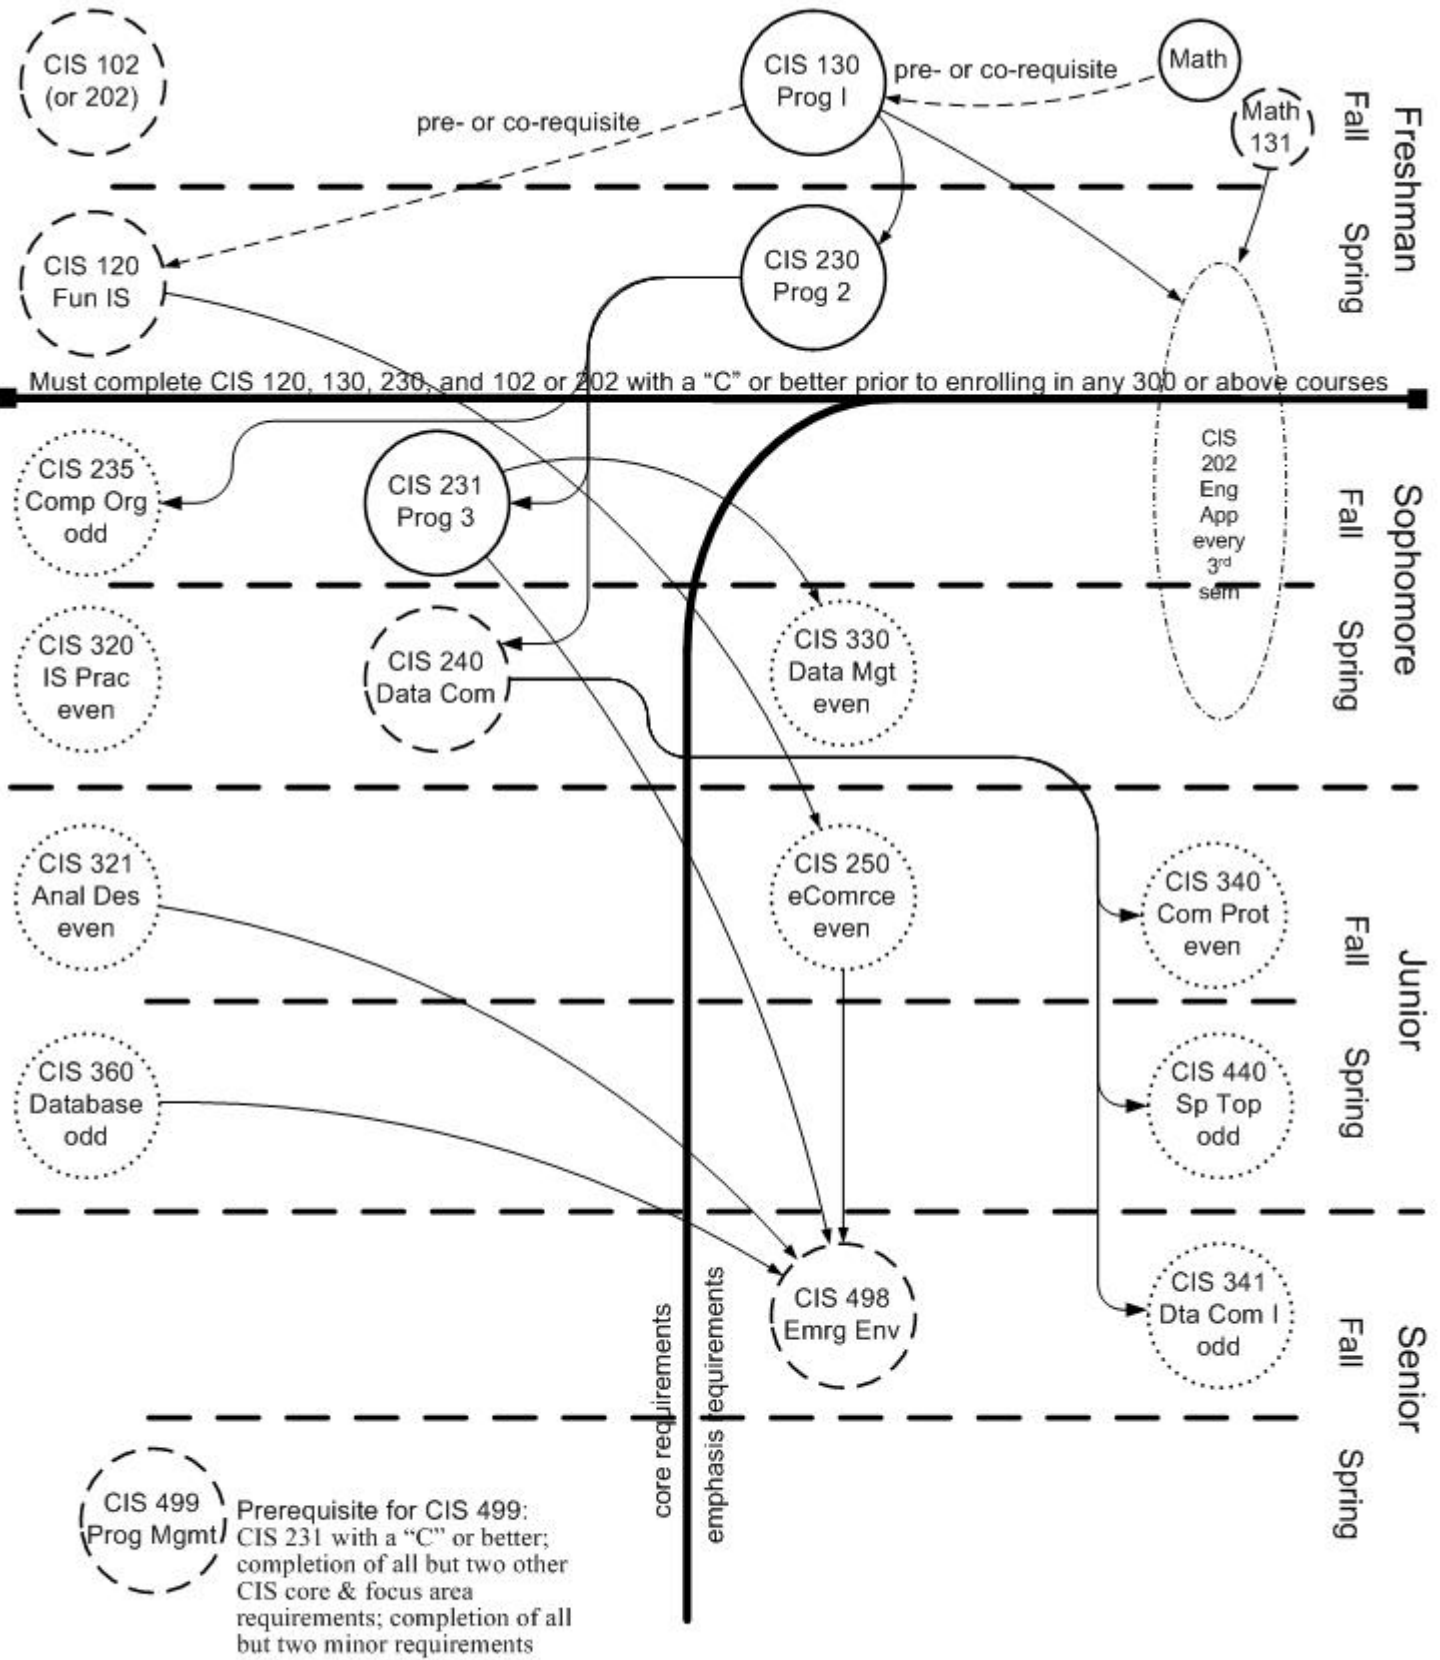 CIS 102
(or 202)
CIS 130
Prog I
pre- or co-requisite
Math
Math
131
pre- or co-requisite
Fall
Freshman
CIS 120
Fun IS
CIS 230
Prog 2
Spring
Must complete CIS 120, 130, 230, and 102 or 202 with a “C” or better prior to enrolling in any 300 or above courses
CIS 235
Comp Org
odd
CIS 231
Prog 3
CIS
202
Eng
App
every
3rd
sem
Fall
Sophomore
CIS 320
IS Prac
even
CIS 240
Data Com
CIS 330
Data Mgt
even
Spring
CIS 321
Anal Des
even
CIS 250
eComrce
even
CIS 340
Com Prot
even
Fall
Junior
CIS 360
Database
odd
CIS 440
Sp Top
odd
Spring
core requirements
emphasis requirements
CIS 498
Emrg Env
CIS 341
Dta Com I
odd
Fall
Senior
CIS 499
Prog Mgmt
Prerequisite for CIS 499:
CIS 231 with a “C” or better;
completion of all but two other
CIS core & focus area
requirements; completion of all
but two minor requirements
Spring